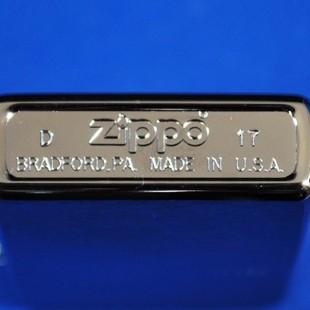 D Zippo 17
BRADFORD,PA. MADE IN U.S.A.